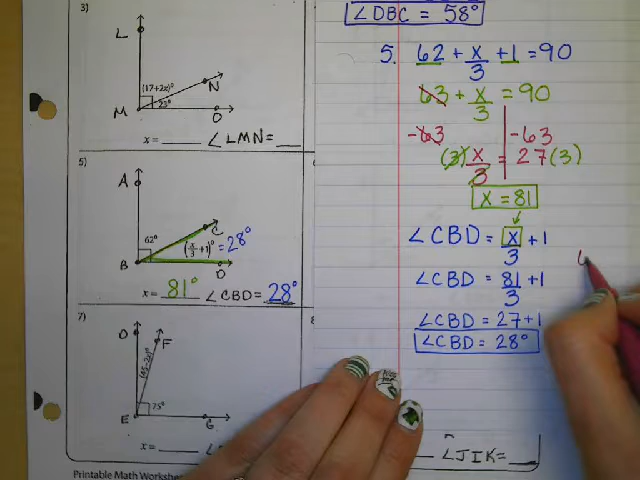 ∠DBC = 58°
3)
L
(17+2x)°
N
23°
M
O
x = ____ ∠LMN= ___
5)
A
62°
C
(x/3 + 1)° = 28°
B
D
x = 81° ∠CBD= 28°
7)
D
F
75°
E
G
x = ____
5. 62 + x/3 + 1 = 90
63 + x/3 = 90
-63 -63
(3) x/3 = 27 (3)
x = 81
∠CBD = x/3 + 1
∠CBD = 81/3 + 1
∠CBD = 27+1
∠CBD = 28°
∠JIK= ___
Printable Math Workshe